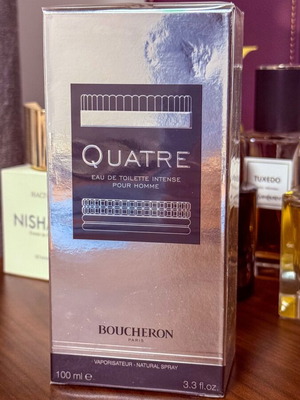 QUATRE
EAU DE TOILETTE INTENSE
POUR HOMME
BOUCHERON
PARIS
VAPORISATEUR - NATURAL SPRAY
100 ml e
3.3 fl.oz.
NISHA
TUXEDO